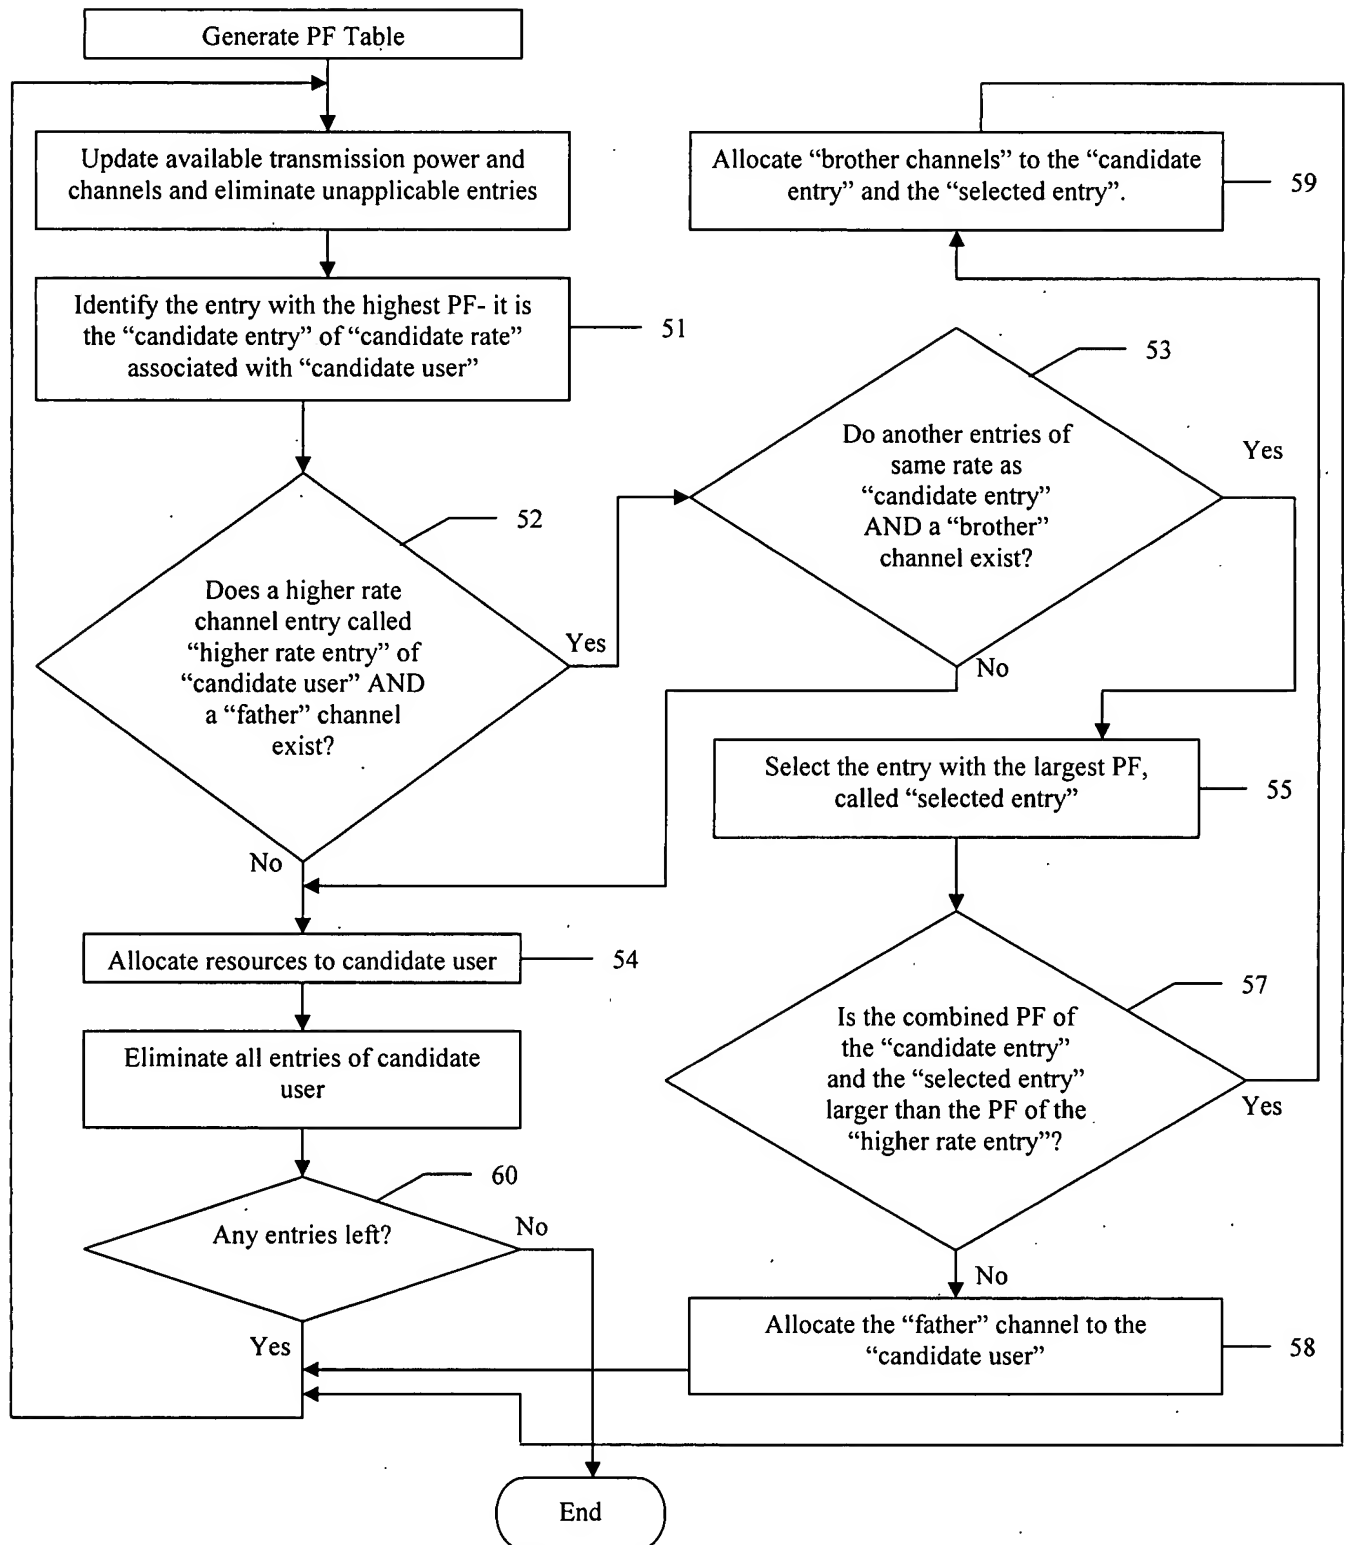 Generate PF Table
Update available transmission power and
channels and eliminate unapplicable entries
Identify the entry with the highest PF- it is
the “candidate entry” of “candidate rate”
associated with “candidate user”
51
52
Does a higher rate
channel entry called
“higher rate entry” of
“candidate user” AND
a “father” channel
exist?
Yes
No
Allocate resources to candidate user
54
Eliminate all entries of candidate
user
60
Any entries left?
No
Yes
Allocate “brother channels” to the “candidate
entry” and the “selected entry”.
59
53
Do another entries of
same rate as
“candidate entry”
AND a “brother”
channel exist?
Yes
No
Select the entry with the largest PF,
called “selected entry”
55
57
Is the combined PF of
the “candidate entry”
and the “selected entry”
larger than the PF of the
“higher rate entry”?
Yes
No
Allocate the “father” channel to the
“candidate user”
58
End